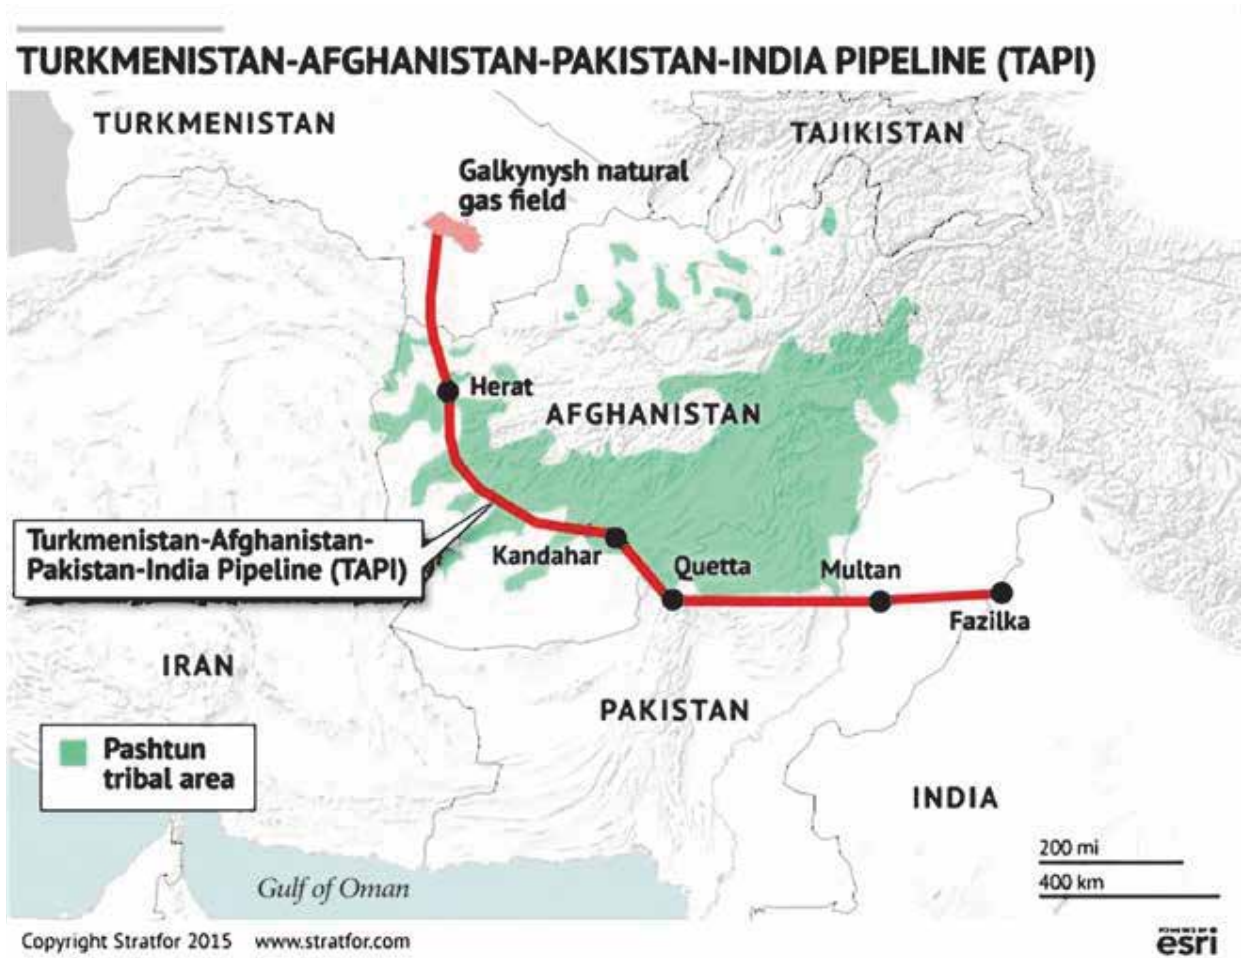 TURKMENISTAN-AFGHANISTAN-PAKISTAN-INDIA PIPELINE (TAPI)
TURKMENISTAN
TAJIKISTAN
Galkynysh natural
gas field
Herat
AFGHANISTAN
Turkmenistan-Afghanistan-
Pakistan-India Pipeline (TAPI)
Kandahar
Quetta
Multan
Fazilka
IRAN
PAKISTAN
Pashtun
tribal area
INDIA
200 mi
400 km
Gulf of Oman
Copyright Stratfor 2015 www.stratfor.com
POWERED BY
esri